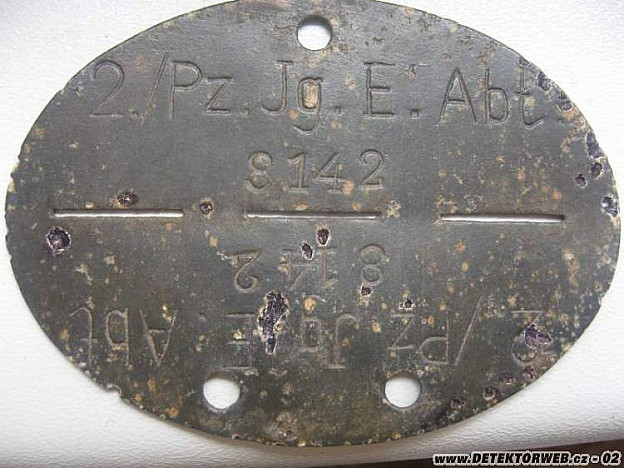 2./Pz.Jg.E.Abt.
8142
8142
2./Pz.Jg.E.Abt
www.DETEKTORWEB.cz - 02